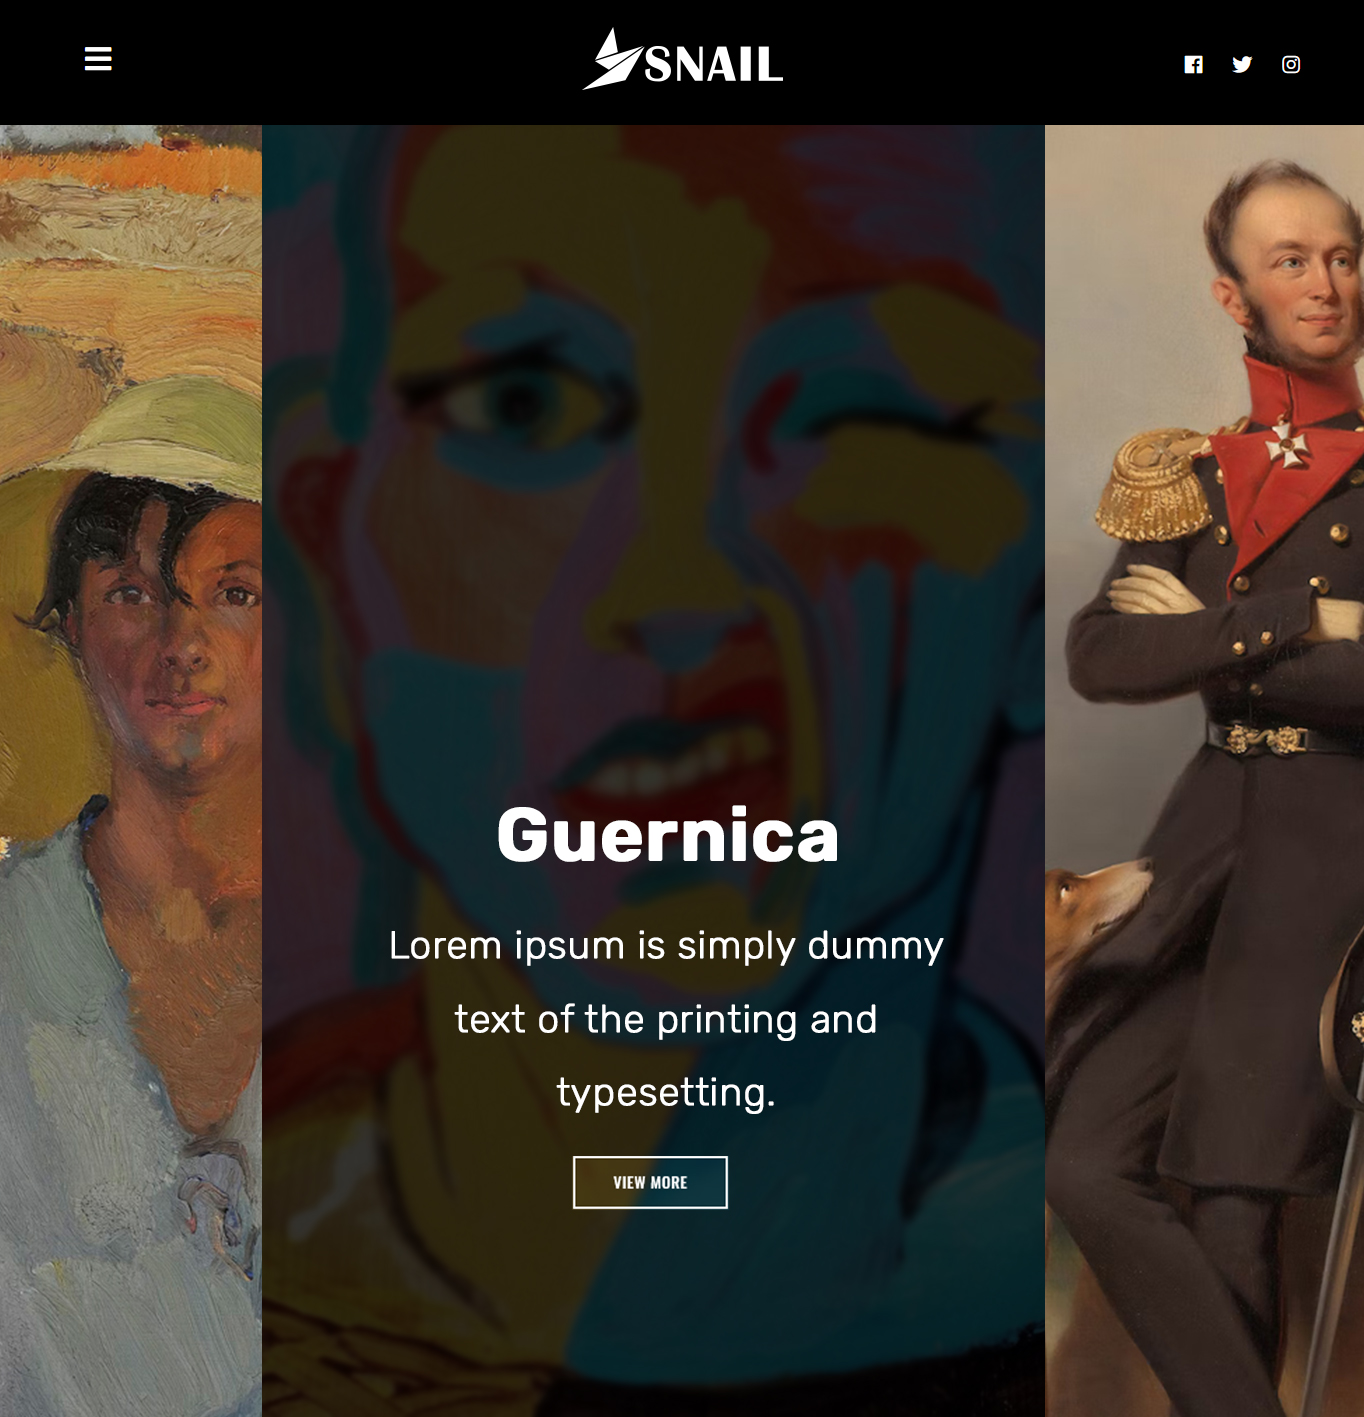 SNAIL
Guernica
Lorem ipsum is simply dummy
text of the printing and
typesetting.
VIEW MORE